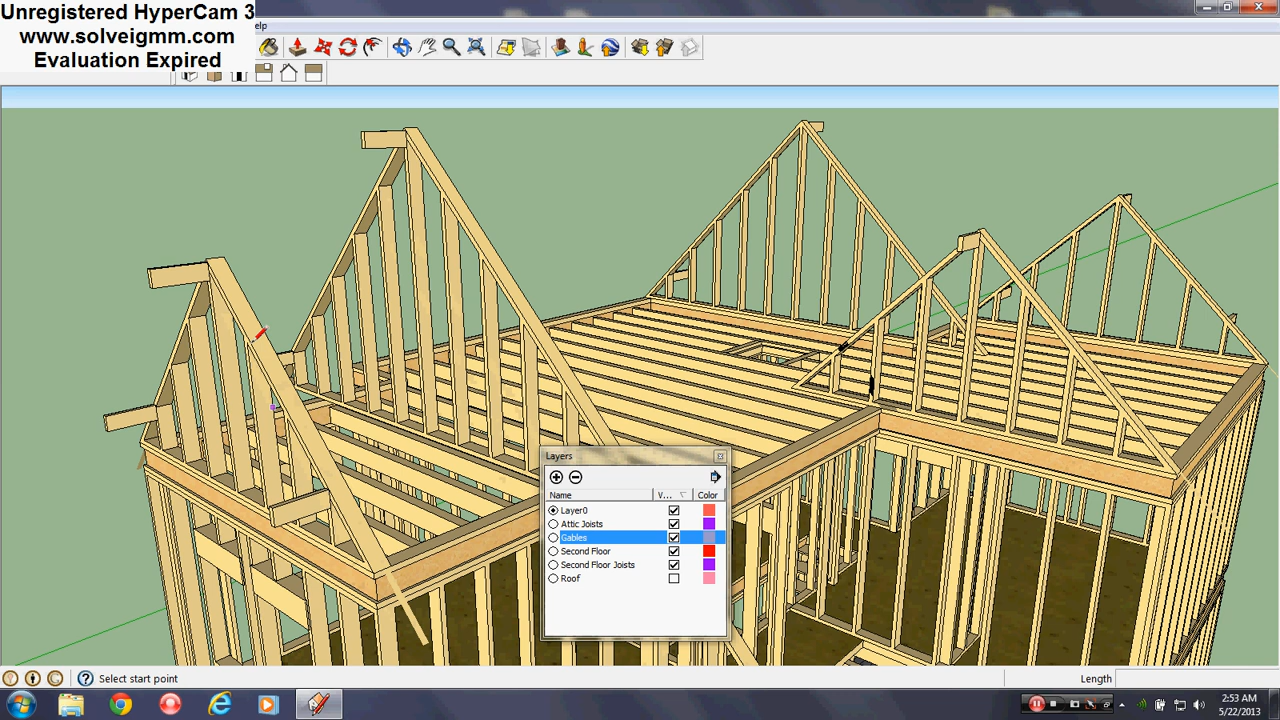 Unregistered HyperCam 3
www.solveigmm.com
Evaluation Expired
elp
Layers
Name V... Color
Layer0
Attic Joists
Gables
Second Floor
Second Floor Joists
Roof
Select start point
Length
2:53 AM
5/22/2013